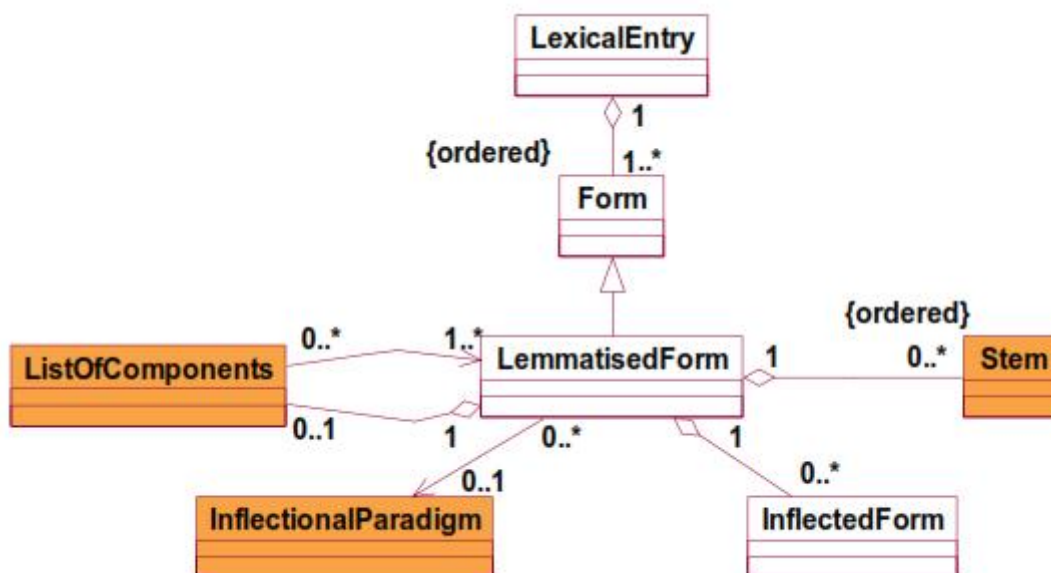 LexicalEntry
1
{ordered}
1..*
Form
{ordered}
0..*
1..*
ListOfComponents
LemmatisedForm
1
0..*
Stem
0..1
1
0..*
1
0..1
0..*
InflectionalParadigm
InflectedForm